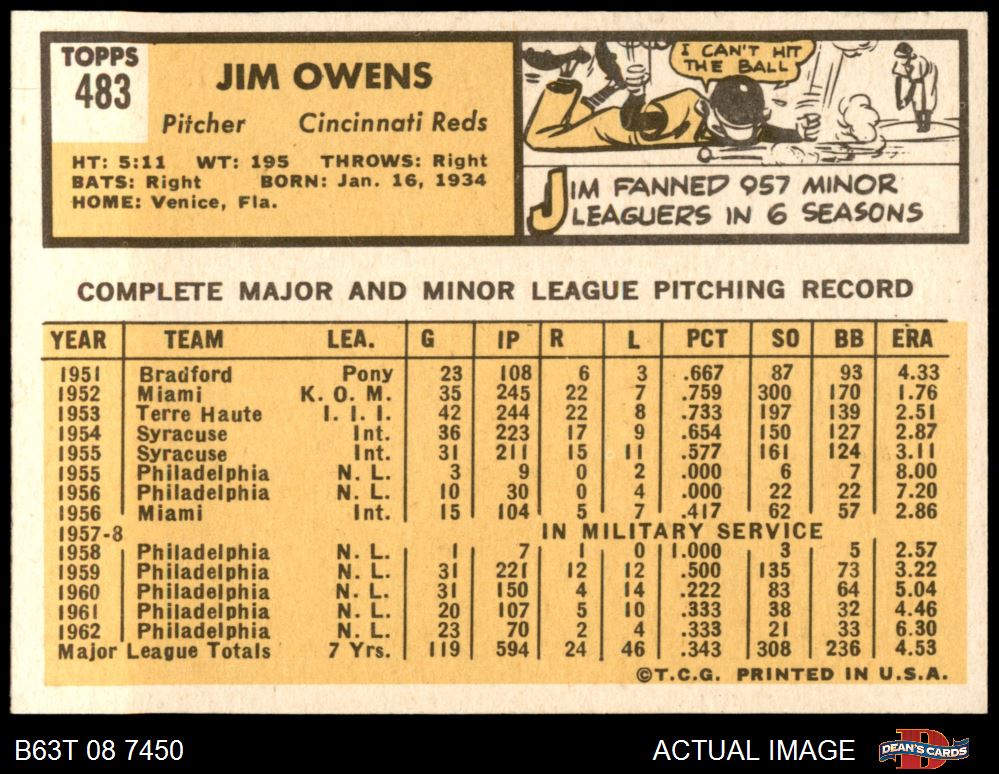 TOPPS
483
JIM OWENS
Pitcher Cincinnati Reds
HT: 5:11 WT: 195 THROWS: Right
BATS: Right BORN: Jan. 16, 1934
HOME: Venice, Fla.
I CAN'T HIT
THE BALL
JIM FANNED 957 MINOR
LEAGUERS IN 6 SEASONS
COMPLETE MAJOR AND MINOR LEAGUE PITCHING RECORD
YEAR TEAM LEA. G IP R L PCT SO BB ERA
1951 Bradford Pony 23 108 6 3 .667 87 93 4.33
1952 Miami K. O. M. 35 245 22 7 .759 300 170 1.76
1953 Terre Haute I. I. I. 42 244 22 8 .733 197 139 2.51
1954 Syracuse Int. 36 223 17 9 .654 150 127 2.87
1955 Syracuse Int. 31 211 15 11 .577 161 124 3.11
1955 Philadelphia N. L. 3 9 0 2 .000 6 7 8.00
1956 Philadelphia N. L. 10 30 0 4 .000 22 22 7.20
1956 Miami Int. 15 104 5 7 .417 62 57 2.86
1957-8 IN MILITARY SERVICE
1958 Philadelphia N. L. 1 7 1 0 1.000 3 5 2.57
1959 Philadelphia N. L. 31 221 12 12 .500 135 73 3.22
1960 Philadelphia N. L. 31 150 4 14 .222 83 64 5.04
1961 Philadelphia N. L. 20 107 5 10 .333 38 32 4.46
1962 Philadelphia N. L. 23 70 2 4 .333 21 33 6.30
Major League Totals 7 Yrs. 119 594 24 46 .343 308 236 4.53
©T.C.G. PRINTED IN U.S.A.
B63T 08 7450 ACTUAL IMAGE DEAN'S CARDS